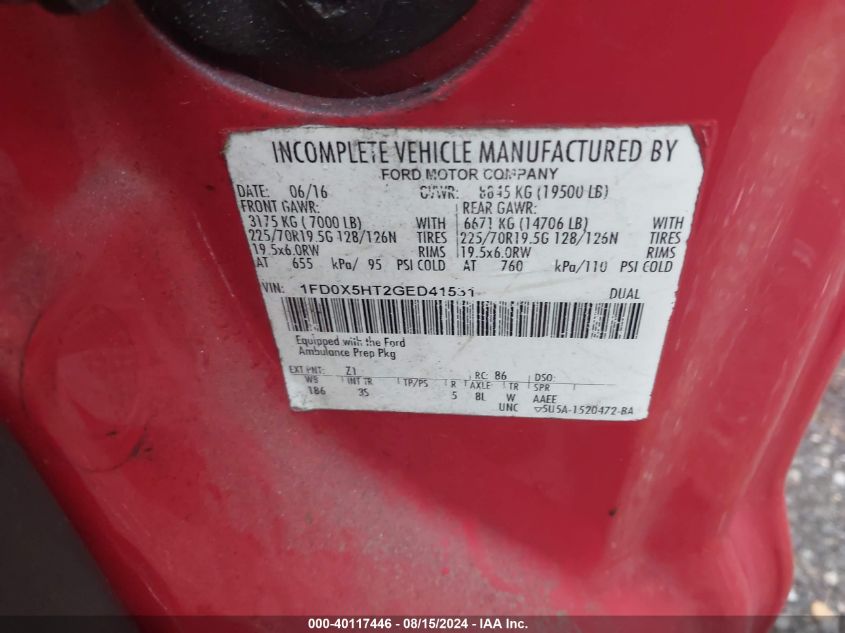 INCOMPLETE VEHICLE MANUFACTURED BY
FORD MOTOR COMPANY
DATE: 06/16 GVWR: 8845 KG (19500 LB)
FRONT GAWR: REAR GAWR:
3175 KG ( 7000 LB) WITH 6671 KG (14706 LB) WITH
225/70R19.5G 128/126N TIRES 225/70R19.5G 128/126N TIRES
19.5x6.0RW RIMS 19.5x6.0RW RIMS
AT 655 kPa/ 95 PSI COLD AT 760 kPa/110 PSI COLD
VIN: DUAL
Equipped with the Ford
Ambulance Prep Pkg
EXT PNT: Z1 RC: 86 DSO:
WB INT TR TP/PS R AXLE TR SPR
186 3S 5 8L W AAEE
UNC ▽5U5A-1520472-BA
000-40117446 - 08/15/2024 - IAA Inc.